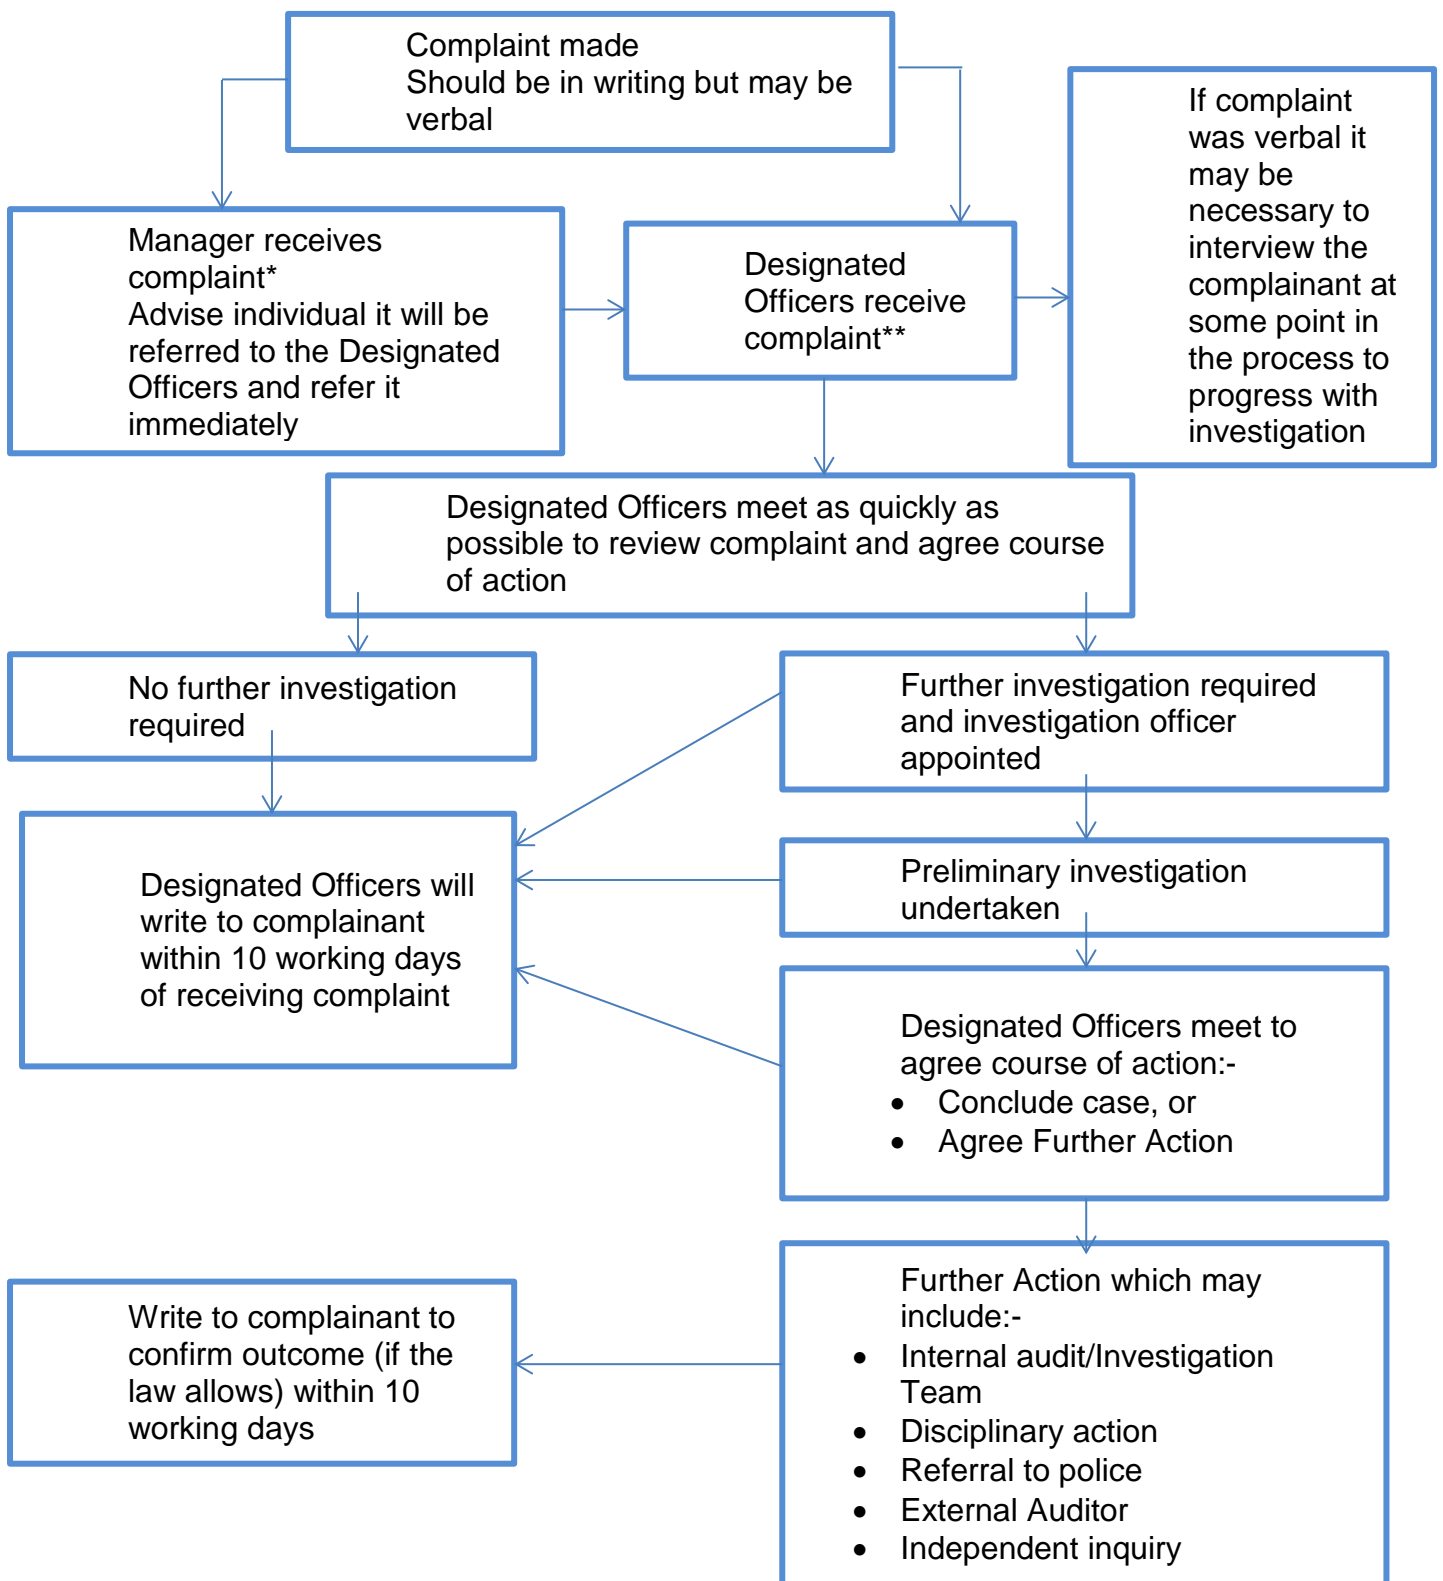 Complaint made
Should be in writing but may be
verbal
If complaint
was verbal it
may be
necessary to
interview the
complainant at
some point in
the process to
progress with
investigation
Manager receives
complaint*
Advise individual it will be
referred to the Designated
Officers and refer it
immediately
Designated
Officers receive
complaint**
Designated Officers meet as quickly as
possible to review complaint and agree course
of action
No further investigation
required
Further investigation required
and investigation officer
appointed
Designated Officers will
write to complainant
within 10 working days
of receiving complaint
Preliminary investigation
undertaken
Designated Officers meet to
agree course of action:-
• Conclude case, or
• Agree Further Action
Write to complainant to
confirm outcome (if the
law allows) within 10
working days
Further Action which may
include:-
• Internal audit/Investigation
Team
• Disciplinary action
• Referral to police
• External Auditor
• Independent inquiry